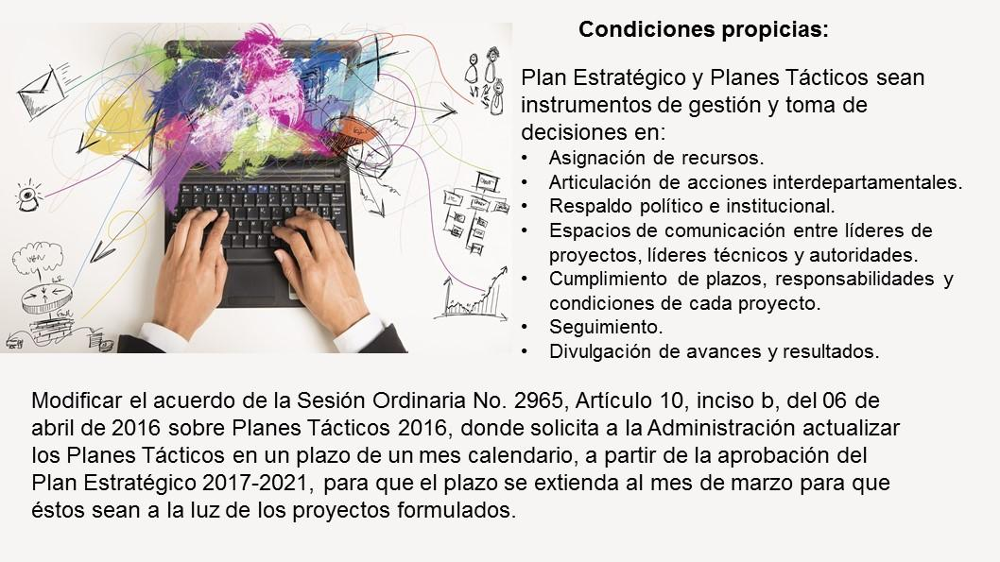 Condiciones propicias:
Plan Estratégico y Planes Tácticos sean
instrumentos de gestión y toma de
decisiones en:
• Asignación de recursos.
• Articulación de acciones interdepartamentales.
• Respaldo político e institucional.
• Espacios de comunicación entre líderes de
proyectos, líderes técnicos y autoridades.
• Cumplimiento de plazos, responsabilidades y
condiciones de cada proyecto.
• Seguimiento.
• Divulgación de avances y resultados.
Modificar el acuerdo de la Sesión Ordinaria No. 2965, Artículo 10, inciso b, del 06 de
abril de 2016 sobre Planes Tácticos 2016, donde solicita a la Administración actualizar
los Planes Tácticos en un plazo de un mes calendario, a partir de la aprobación del
Plan Estratégico 2017-2021, para que el plazo se extienda al mes de marzo para que
éstos sean a la luz de los proyectos formulados.